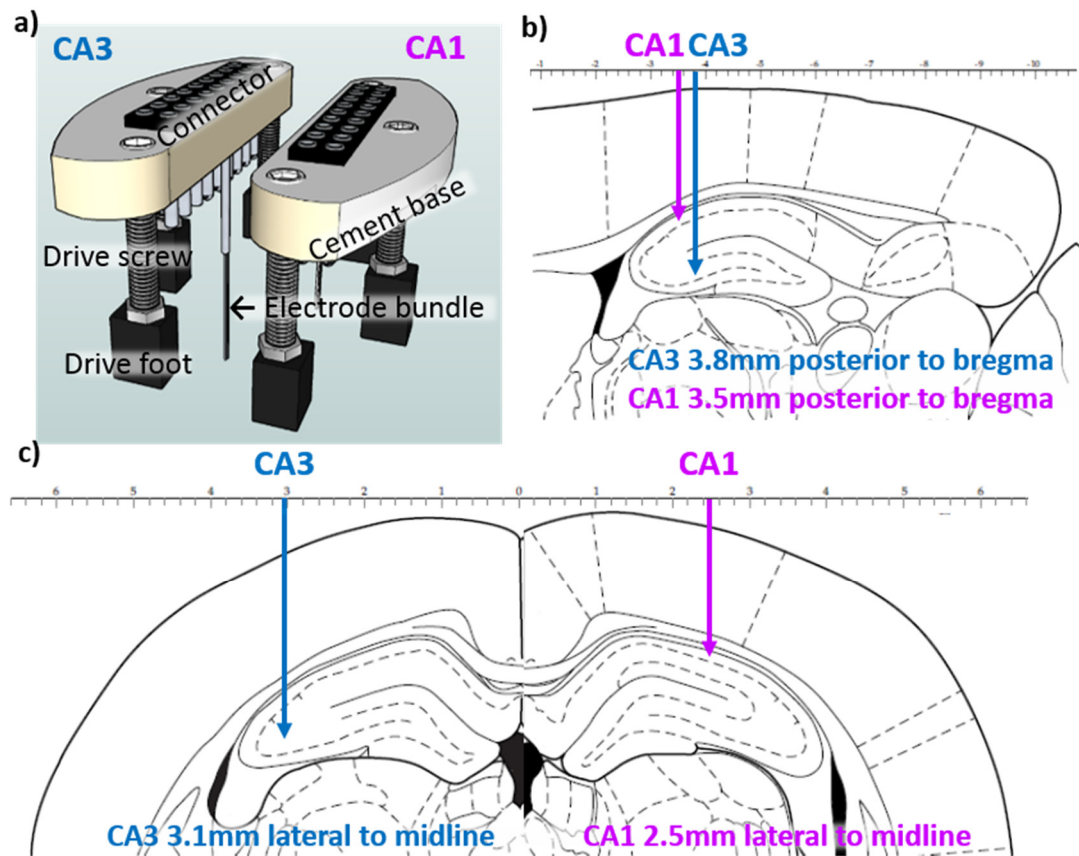 a)
CA3
CA1
Connector
Cement base
Drive screw
← Electrode bundle
Drive foot
b)
CA1 CA3
-1 -2 -3 -4 -5 -6 -7 -8 -9 -10
CA3 3.8mm posterior to bregma
CA1 3.5mm posterior to bregma
c)
CA3
CA1
6 5 4 3 2 1 0 1 2 3 4 5 6
CA3 3.1mm lateral to midline
CA1 2.5mm lateral to midline